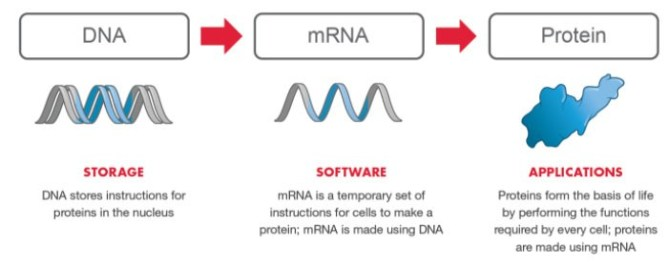 DNA
mRNA
Protein
STORAGE
DNA stores instructions for
proteins in the nucleus
SOFTWARE
mRNA is a temporary set of
instructions for cells to make a
protein; mRNA is made using DNA
APPLICATIONS
Proteins form the basis of life
by performing the functions
required by every cell; proteins
are made using mRNA